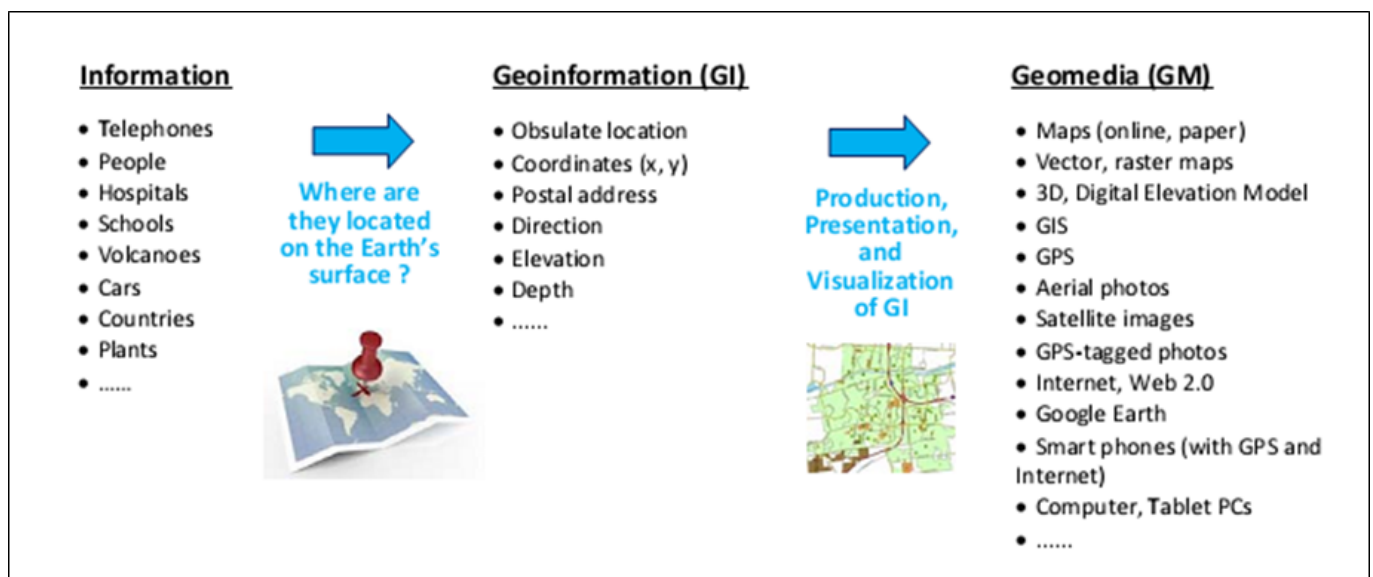 Information
• Telephones
• People
• Hospitals
• Schools
• Volcanoes
• Cars
• Countries
• Plants
• ......
Where are
they located
on the Earth's
surface ?
Geoinformation (GI)
• Obsulate location
• Coordinates (x, y)
• Postal address
• Direction
• Elevation
• Depth
• ......
Production,
Presentation,
and
Visualization
of GI
Geomedia (GM)
• Maps (online, paper)
• Vector, raster maps
• 3D, Digital Elevation Model
• GIS
• GPS
• Aerial photos
• Satellite images
• GPS-tagged photos
• Internet, Web 2.0
• Google Earth
• Smart phones (with GPS and
Internet)
• Computer, Tablet PCs
• ......